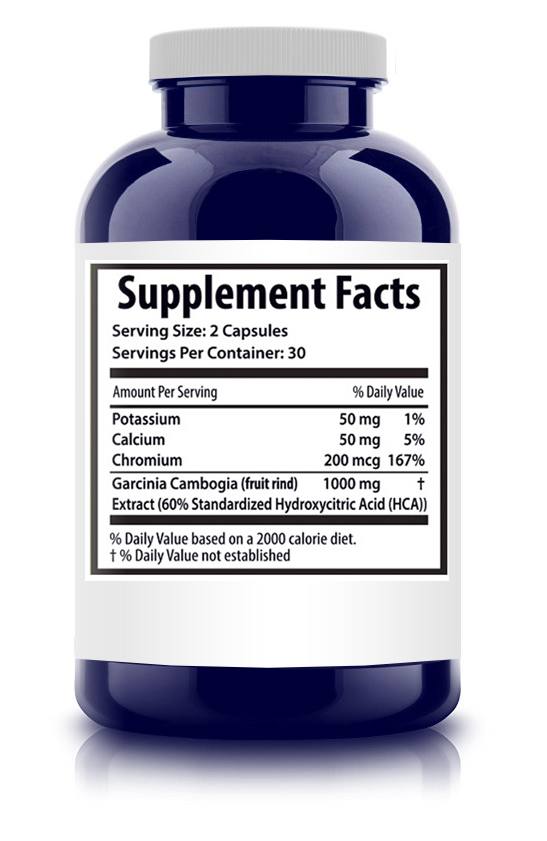 Supplement Facts
Serving Size: 2 Capsules
Servings Per Container: 30
Amount Per Serving % Daily Value
Potassium 50 mg 1%
Calcium 50 mg 5%
Chromium 200 mcg 167%
Garcinia Cambogia (fruit rind) 1000 mg †
Extract (60% Standardized Hydroxycitric Acid (HCA))
% Daily Value based on a 2000 calorie diet.
† % Daily Value not established